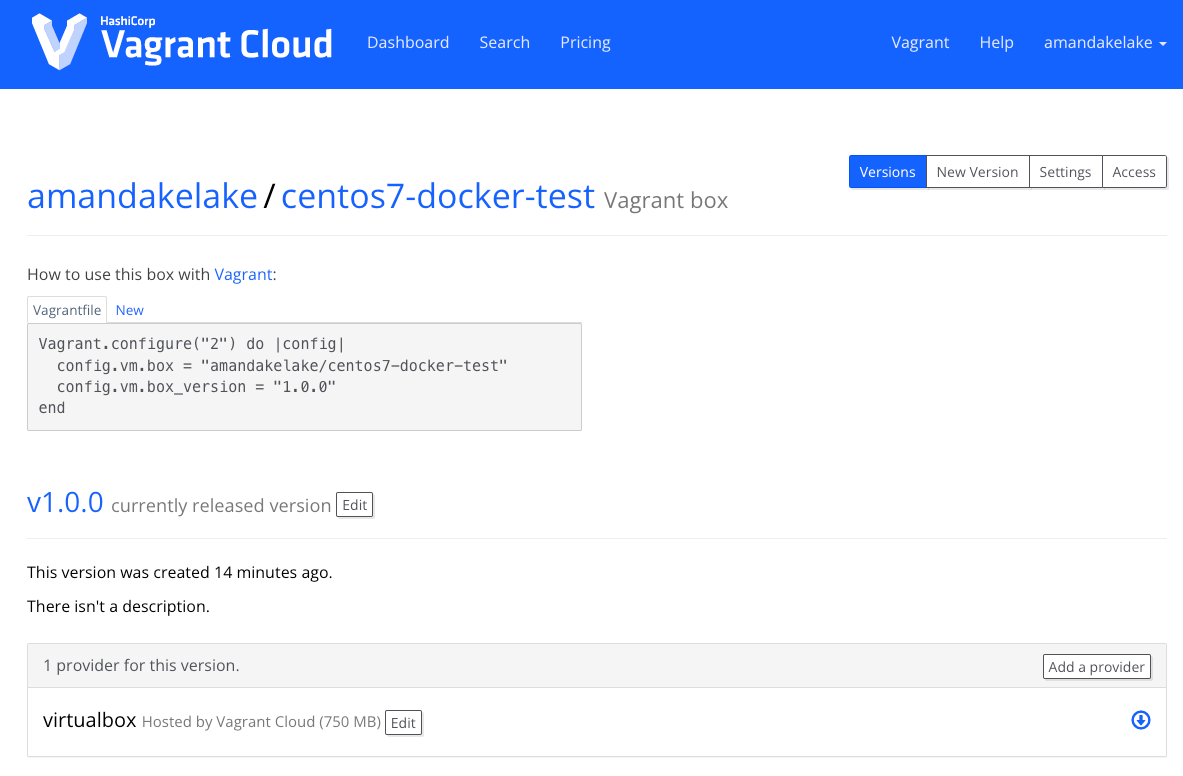 HashiCorp
Vagrant Cloud
Dashboard Search Pricing Vagrant Help amandakelake
Versions New Version Settings Access
amandakelake / centos7-docker-test Vagrant box
How to use this box with Vagrant:
Vagrantfile New
Vagrant.configure("2") do |config|
  config.vm.box = "amandakelake/centos7-docker-test"
  config.vm.box_version = "1.0.0"
end
v1.0.0 currently released version Edit
This version was created 14 minutes ago.
There isn't a description.
1 provider for this version. Add a provider
virtualbox Hosted by Vagrant Cloud (750 MB) Edit